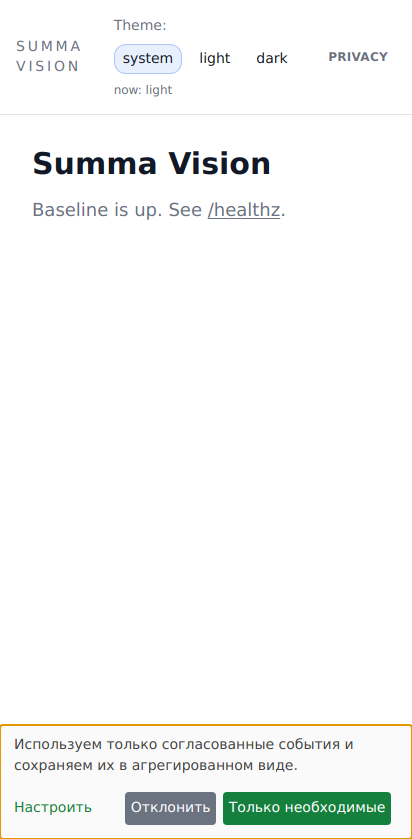 SUMMA
VISION
Theme:
system light dark
now: light
PRIVACY
Summa Vision
Baseline is up. See /healthz.
Используем только согласованные события и
сохраняем их в агрегированном виде.
Настроить Отклонить Только необходимые